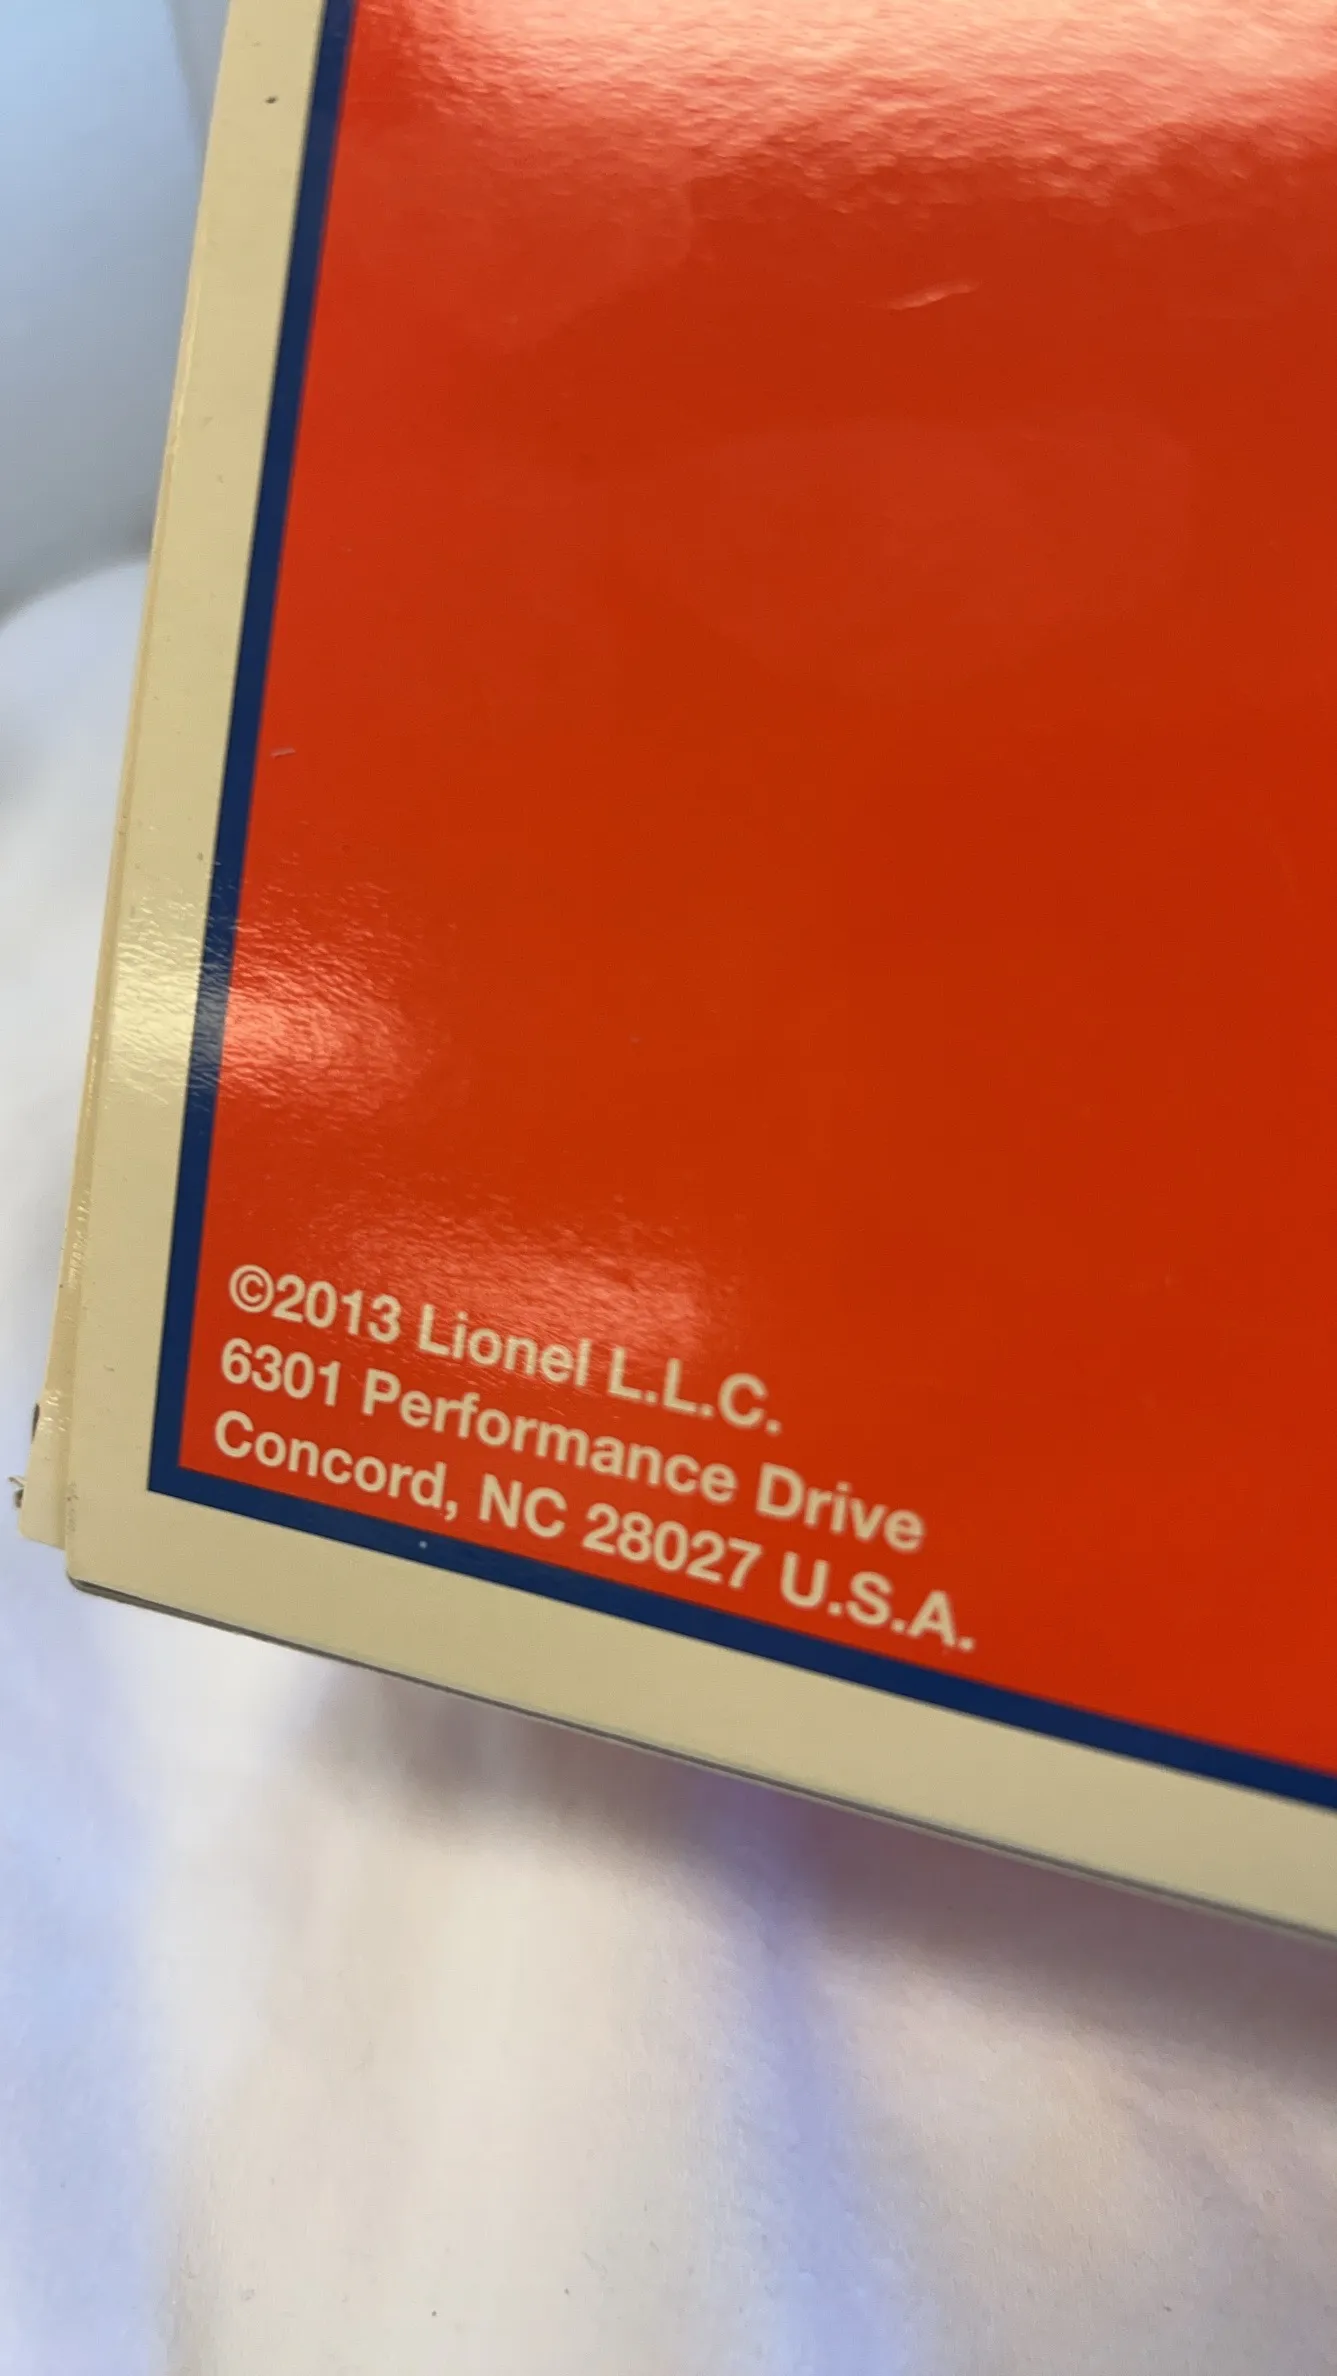 ©2013 Lionel L.L.C.
6301 Performance Drive
Concord, NC 28027 U.S.A.